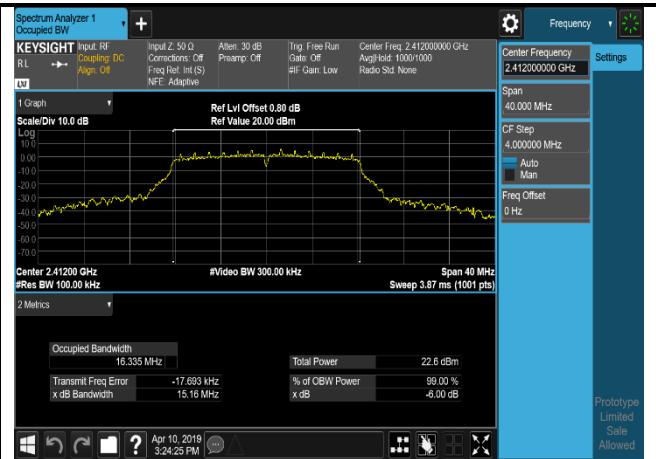 Spectrum Analyzer 1
Occupied BW
Frequency
KEYSIGHT
RL
LXI
Input: RF
Coupling: DC
Align: Off
Input Z: 50 Ω
Corrections: Off
Freq Ref: Int (S)
NFE: Adaptive
Atten: 30 dB
Preamp: Off
Trig: Free Run
Gate: Off
#IF Gain: Low
Center Freq: 2.412000000 GHz
Avg|Hold: 1000/1000
Radio Std: None
Center Frequency
2.412000000 GHz
Settings
Span
40.000 MHz
CF Step
4.000000 MHz
Auto
Man
Freq Offset
0 Hz
1 Graph
Scale/Div 10.0 dB
Ref Lvl Offset 0.80 dB
Ref Value 20.00 dBm
Log
10.0
0.00
-10.0
-20.0
-30.0
-40.0
-50.0
-60.0
-70.0
Center 2.41200 GHz
#Res BW 100.00 kHz
#Video BW 300.00 kHz
Span 40 MHz
Sweep 3.87 ms (1001 pts)
2 Metrics
Occupied Bandwidth
16.335 MHz
Total Power 22.6 dBm
Transmit Freq Error -17.693 kHz
% of OBW Power 99.00 %
x dB Bandwidth 15.16 MHz
x dB -6.00 dB
Prototype
Limited
Sale
Allowed
?
Apr 10, 2019
3:24:25 PM